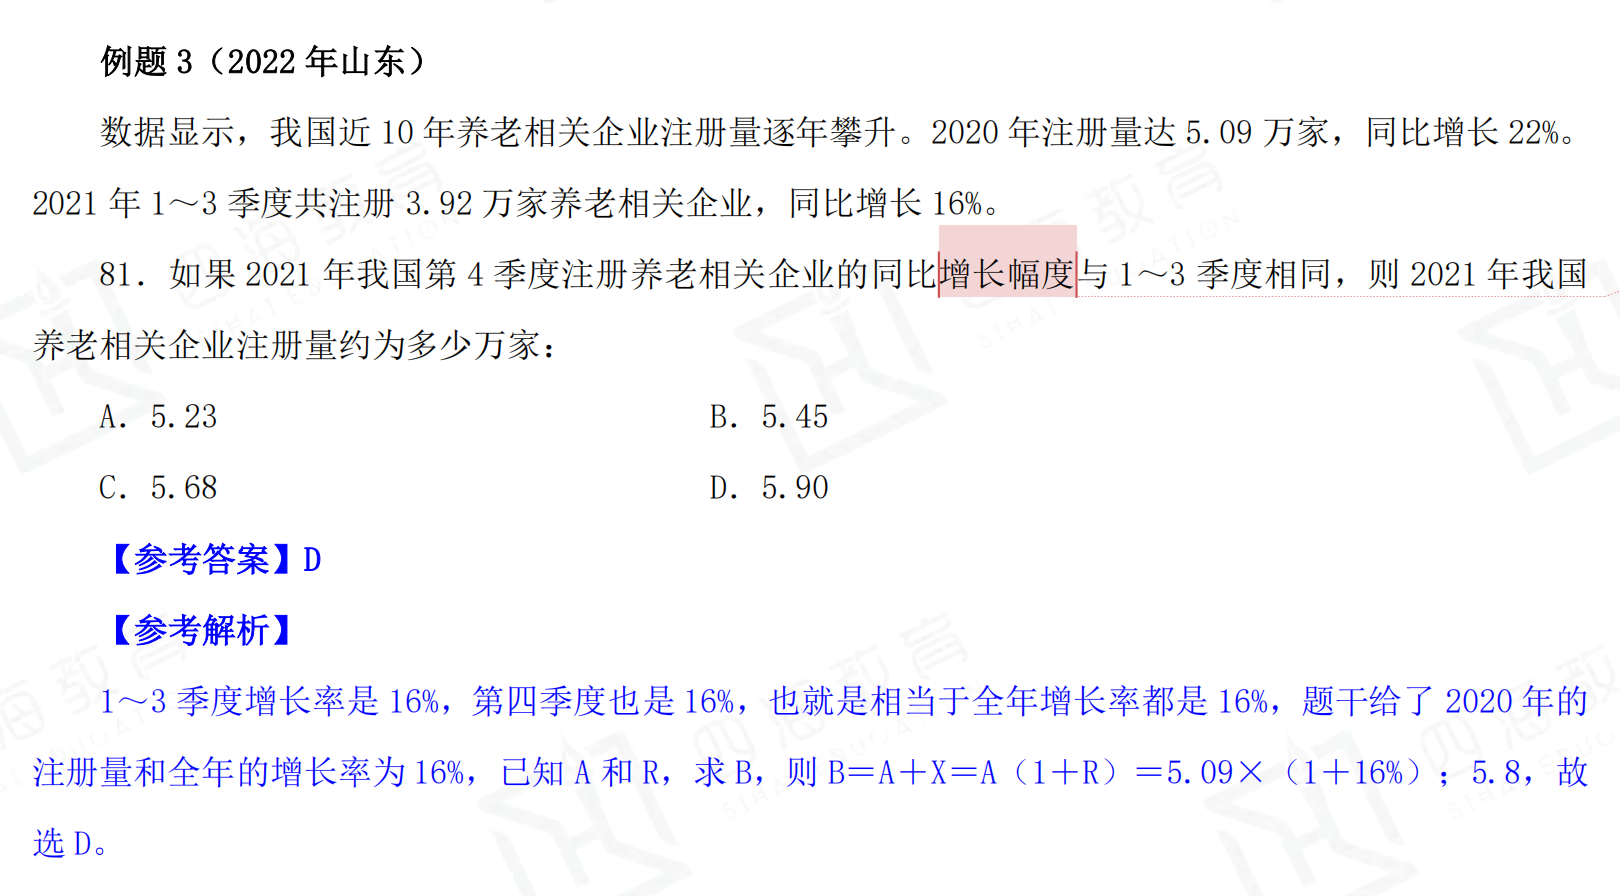 例题 3（2022 年山东）
数据显示，我国近 10 年养老相关企业注册量逐年攀升。2020 年注册量达 5.09 万家，同比增长 22%。
2021 年 1～3 季度共注册 3.92 万家养老相关企业，同比增长 16%。
81．如果 2021 年我国第 4 季度注册养老相关企业的同比增长幅度与 1～3 季度相同，则 2021 年我国
养老相关企业注册量约为多少万家：
A．5.23 B．5.45
C．5.68 D．5.90
【参考答案】D
【参考解析】
1～3 季度增长率是 16%，第四季度也是 16%，也就是相当于全年增长率都是 16%，题干给了 2020 年的
注册量和全年的增长率为 16%，已知 A 和 R，求 B，则 B＝A＋X＝A（1＋R）＝5.09×（1＋16%）；5.8，故
选 D。
四海教育
SIHAI EDUCATION